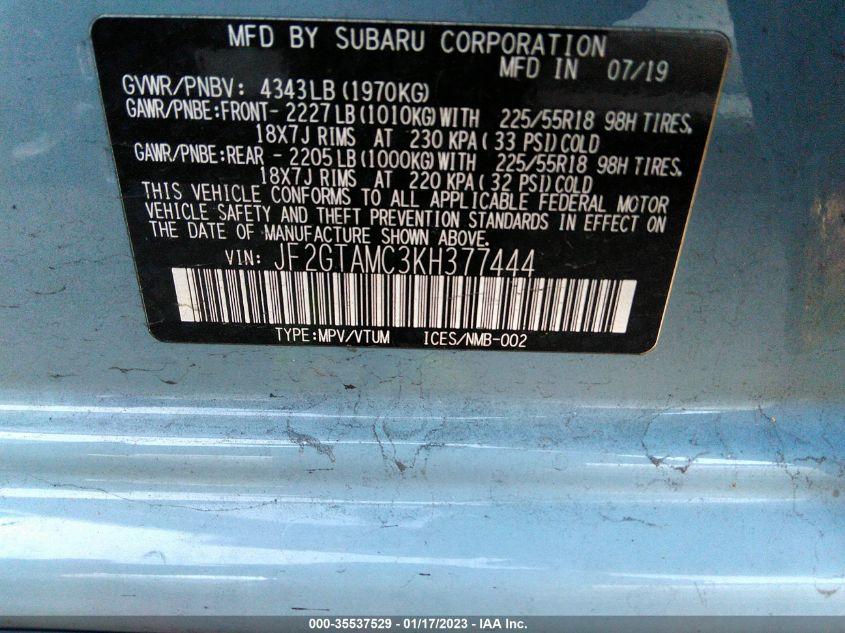 MFD BY SUBARU CORPORATION
MFD IN 07/19
GVWR/PNBV: 4343LB (1970KG)
GAWR/PNBE:FRONT-2227LB(1010KG)WITH 225/55R18 98H TIRES,
18X7J RIMS AT 230 KPA( 33 PSI)COLD
GAWR/PNBE:REAR -2205LB(1000KG)WITH 225/55R18 98H TIRES,
18X7J RIMS AT 220 KPA( 32 PSI)COLD
THIS VEHICLE CONFORMS TO ALL APPLICABLE FEDERAL MOTOR
VEHICLE SAFETY AND THEFT PREVENTION STANDARDS IN EFFECT ON
THE DATE OF MANUFACTURE SHOWN ABOVE.
VIN: JF2GTAMC3KH377444
TYPE:MPV/VTUM ICES/NMB-002
000-35537529 - 01/17/2023 - IAA Inc.